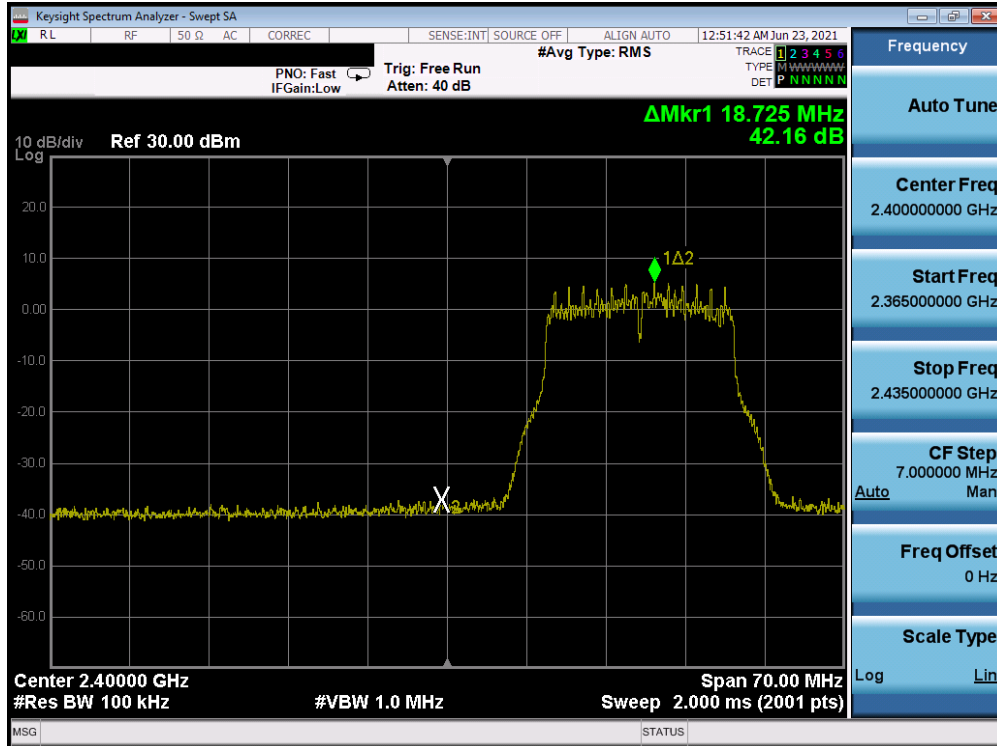 Keysight Spectrum Analyzer - Swept SA
LXI RL RF 50 Ω AC CORREC SENSE:INT SOURCE OFF ALIGN AUTO 12:51:42 AM Jun 23, 2021
#Avg Type: RMS TRACE 1 2 3 4 5 6
PNO: Fast Trig: Free Run TYPE M WWWWW
IFGain:Low Atten: 40 dB DET P N N N N N
ΔMkr1 18.725 MHz
42.16 dB
10 dB/div Ref 30.00 dBm
Log
20.0
10.0
0.00
-10.0
-20.0
-30.0
-40.0
-50.0
-60.0
1Δ2
X2
Center 2.40000 GHz Span 70.00 MHz
#Res BW 100 kHz #VBW 1.0 MHz Sweep 2.000 ms (2001 pts)
MSG STATUS
Frequency
Auto Tune
Center Freq
2.400000000 GHz
Start Freq
2.365000000 GHz
Stop Freq
2.435000000 GHz
CF Step
7.000000 MHz
Auto Man
Freq Offset
0 Hz
Scale Type
Log Lin